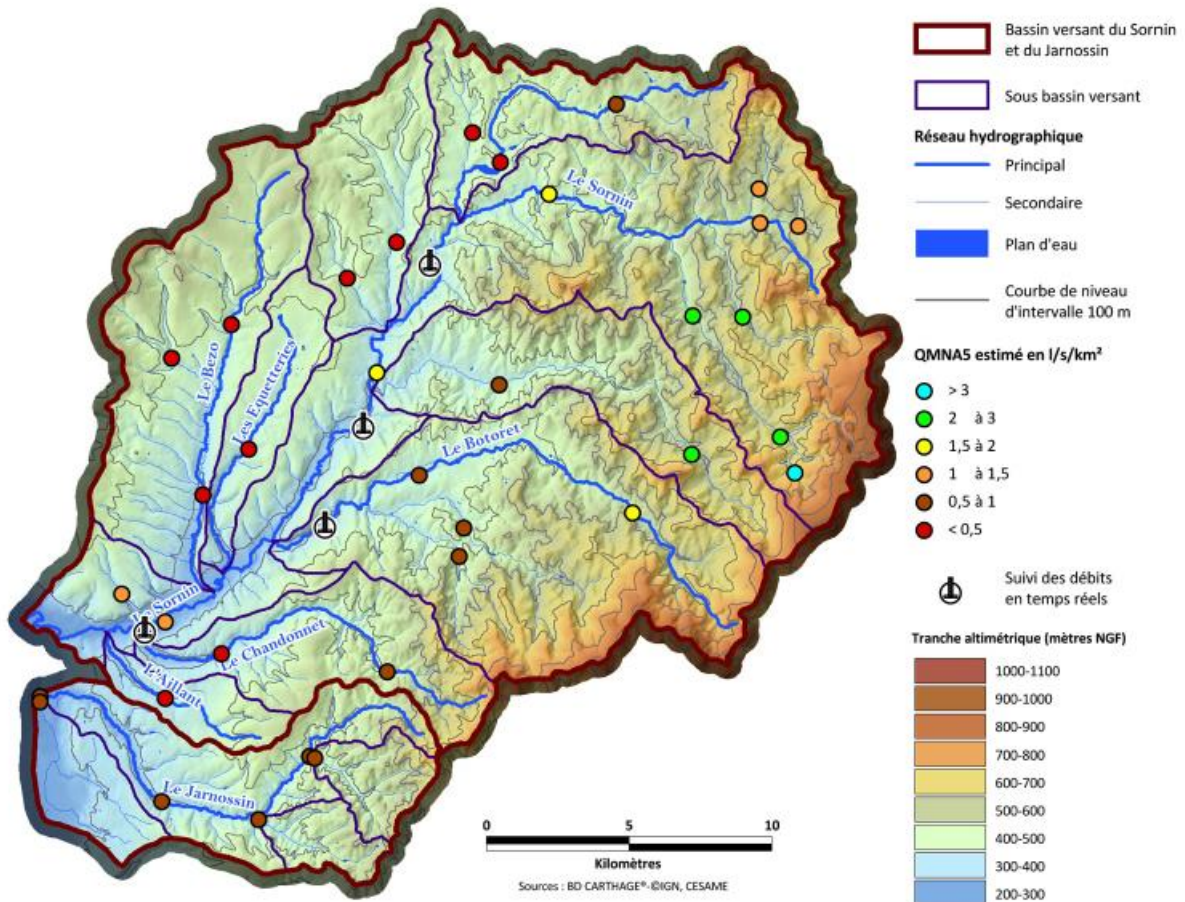 Bassin versant du Sornin
et du Jarnossin
Sous bassin versant
Réseau hydrographique
Principal
Secondaire
Plan d'eau
Courbe de niveau
d'intervalle 100 m
QMNA5 estimé en l/s/km²
> 3
2 à 3
1,5 à 2
1 à 1,5
0,5 à 1
< 0,5
Suivi des débits
en temps réels
Tranche altimétrique (mètres NGF)
1000-1100
900-1000
800-900
700-800
600-700
500-600
400-500
300-400
200-300
Le Sornin
Le Bezo
Les Equetteries
Le Botoret
Le Sornin
Le Chandonnet
L'Aillant
Le Jarnossin
0 5 10
Kilomètres
Sources : BD CARTHAGE®-©IGN, CESAME